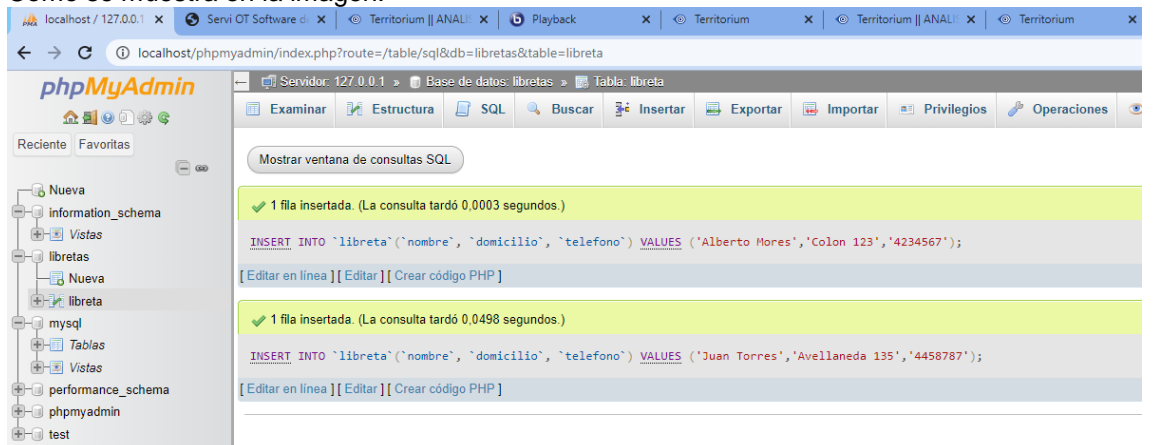 Como se muestra en la imagen:
localhost / 127.0.0.1
Servi OT Software d
Territorium || ANALI
Playback
Territorium
Territorium || ANALI
Territorium
localhost/phpmyadmin/index.php?route=/table/sql&db=libretas&table=libreta
phpMyAdmin
Reciente Favoritas
Nueva
information_schema
Vistas
libretas
Nueva
libreta
mysql
Tablas
Vistas
performance_schema
phpmyadmin
test
Servidor: 127.0.0.1 » Base de datos: libretas » Tabla: libreta
Examinar Estructura SQL Buscar Insertar Exportar Importar Privilegios Operaciones
Mostrar ventana de consultas SQL
1 fila insertada. (La consulta tardó 0,0003 segundos.)
INSERT INTO `libreta`(`nombre`, `domicilio`, `telefono`) VALUES ('Alberto Mores','Colon 123','4234567');
[ Editar en línea ] [ Editar ] [ Crear código PHP ]
1 fila insertada. (La consulta tardó 0,0498 segundos.)
INSERT INTO `libreta`(`nombre`, `domicilio`, `telefono`) VALUES ('Juan Torres','Avellaneda 135','4458787');
[ Editar en línea ] [ Editar ] [ Crear código PHP ]